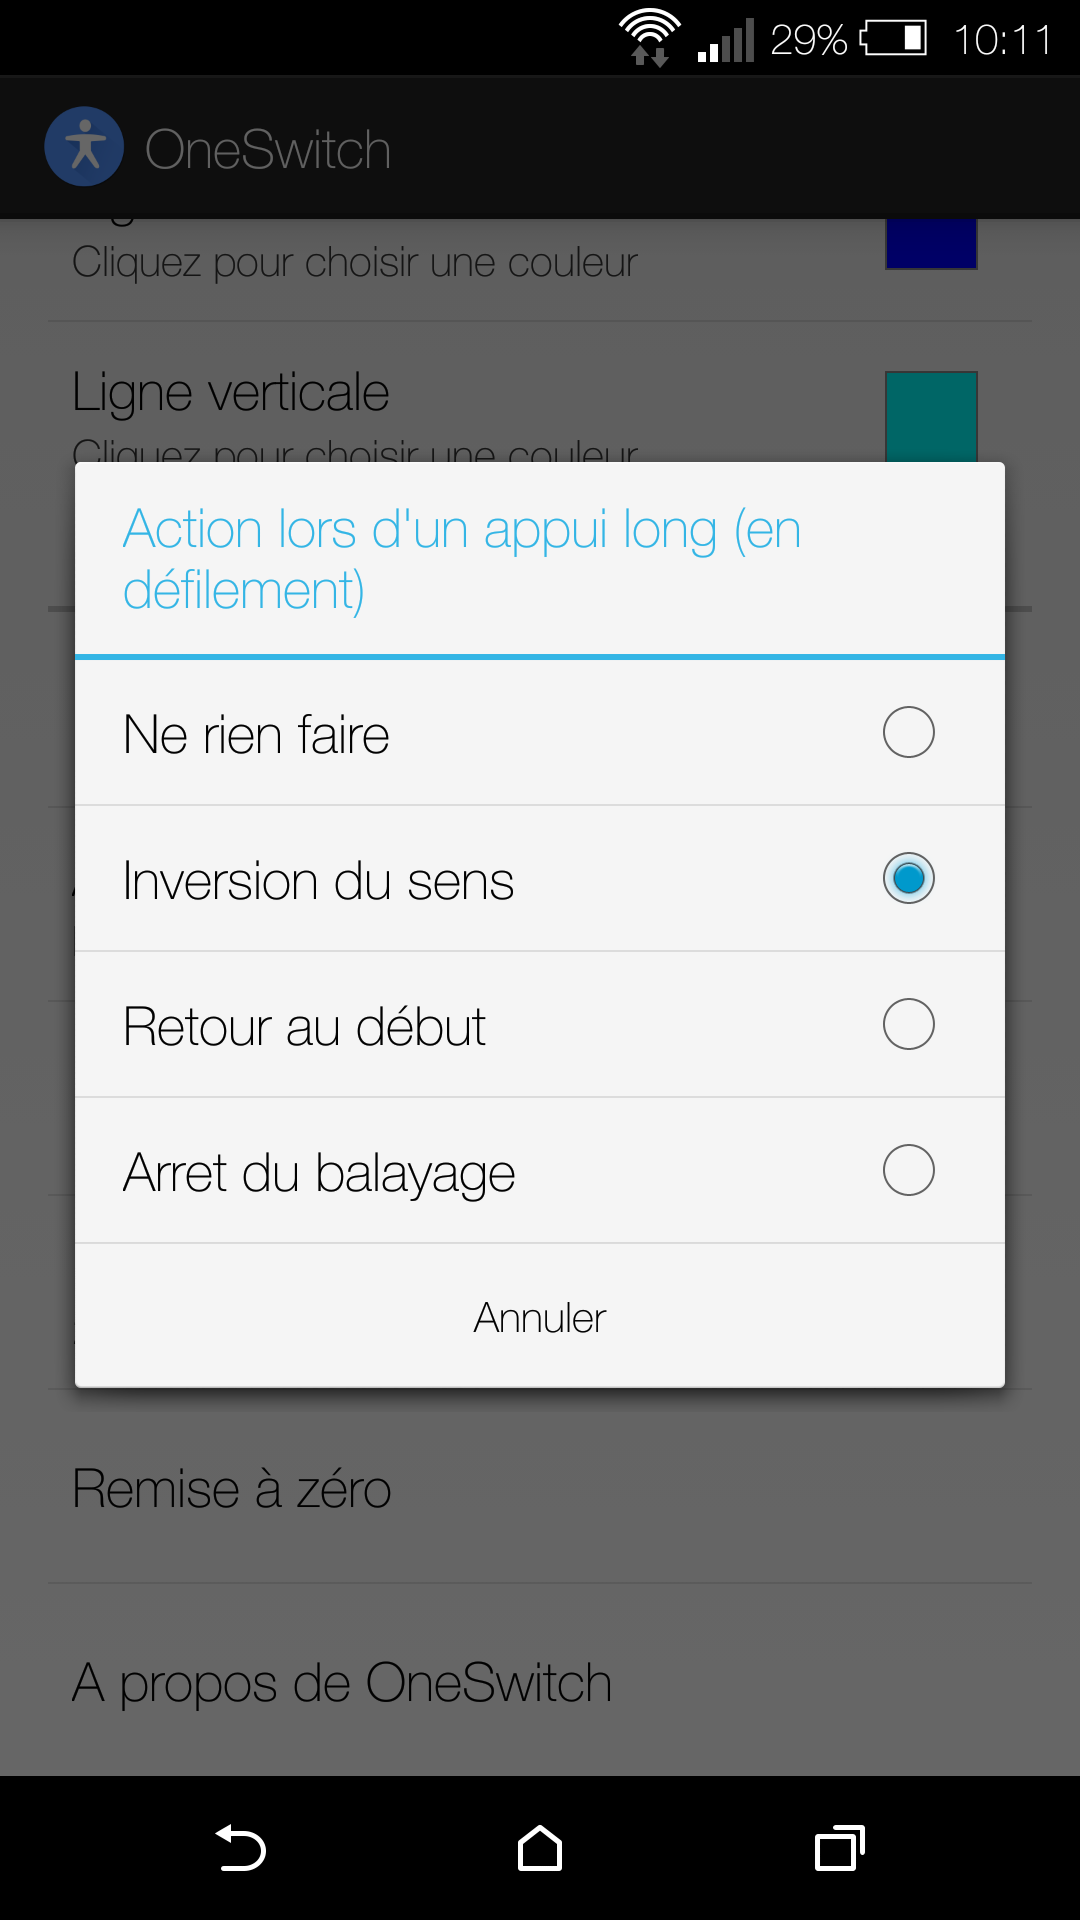 29% 10:11
OneSwitch
Cliquez pour choisir une couleur
Ligne verticale
Cliquez pour choisir une couleur
Action lors d'un appui long (en
défilement)
Ne rien faire
Inversion du sens
Retour au début
Arret du balayage
Annuler
Remise à zéro
A propos de OneSwitch